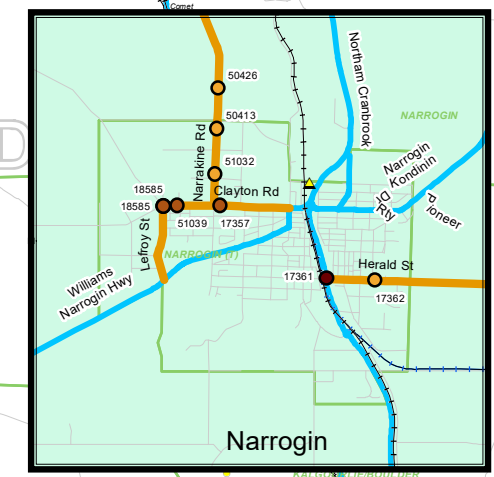 Comet
50426
Northam Cranbrook
50413
NARROGIN
Narrakine Rd
D
Narrogin
Kondinin
51032
18585
Clayton Rd
18585
Dt
Rty
Pioneer
51039
17357
Lefroy St
NARROGIN (T)
Herald St
17361
Williams
Narrogin Hwy
17362
Narrogin
KALGOORLIE/BOULDER